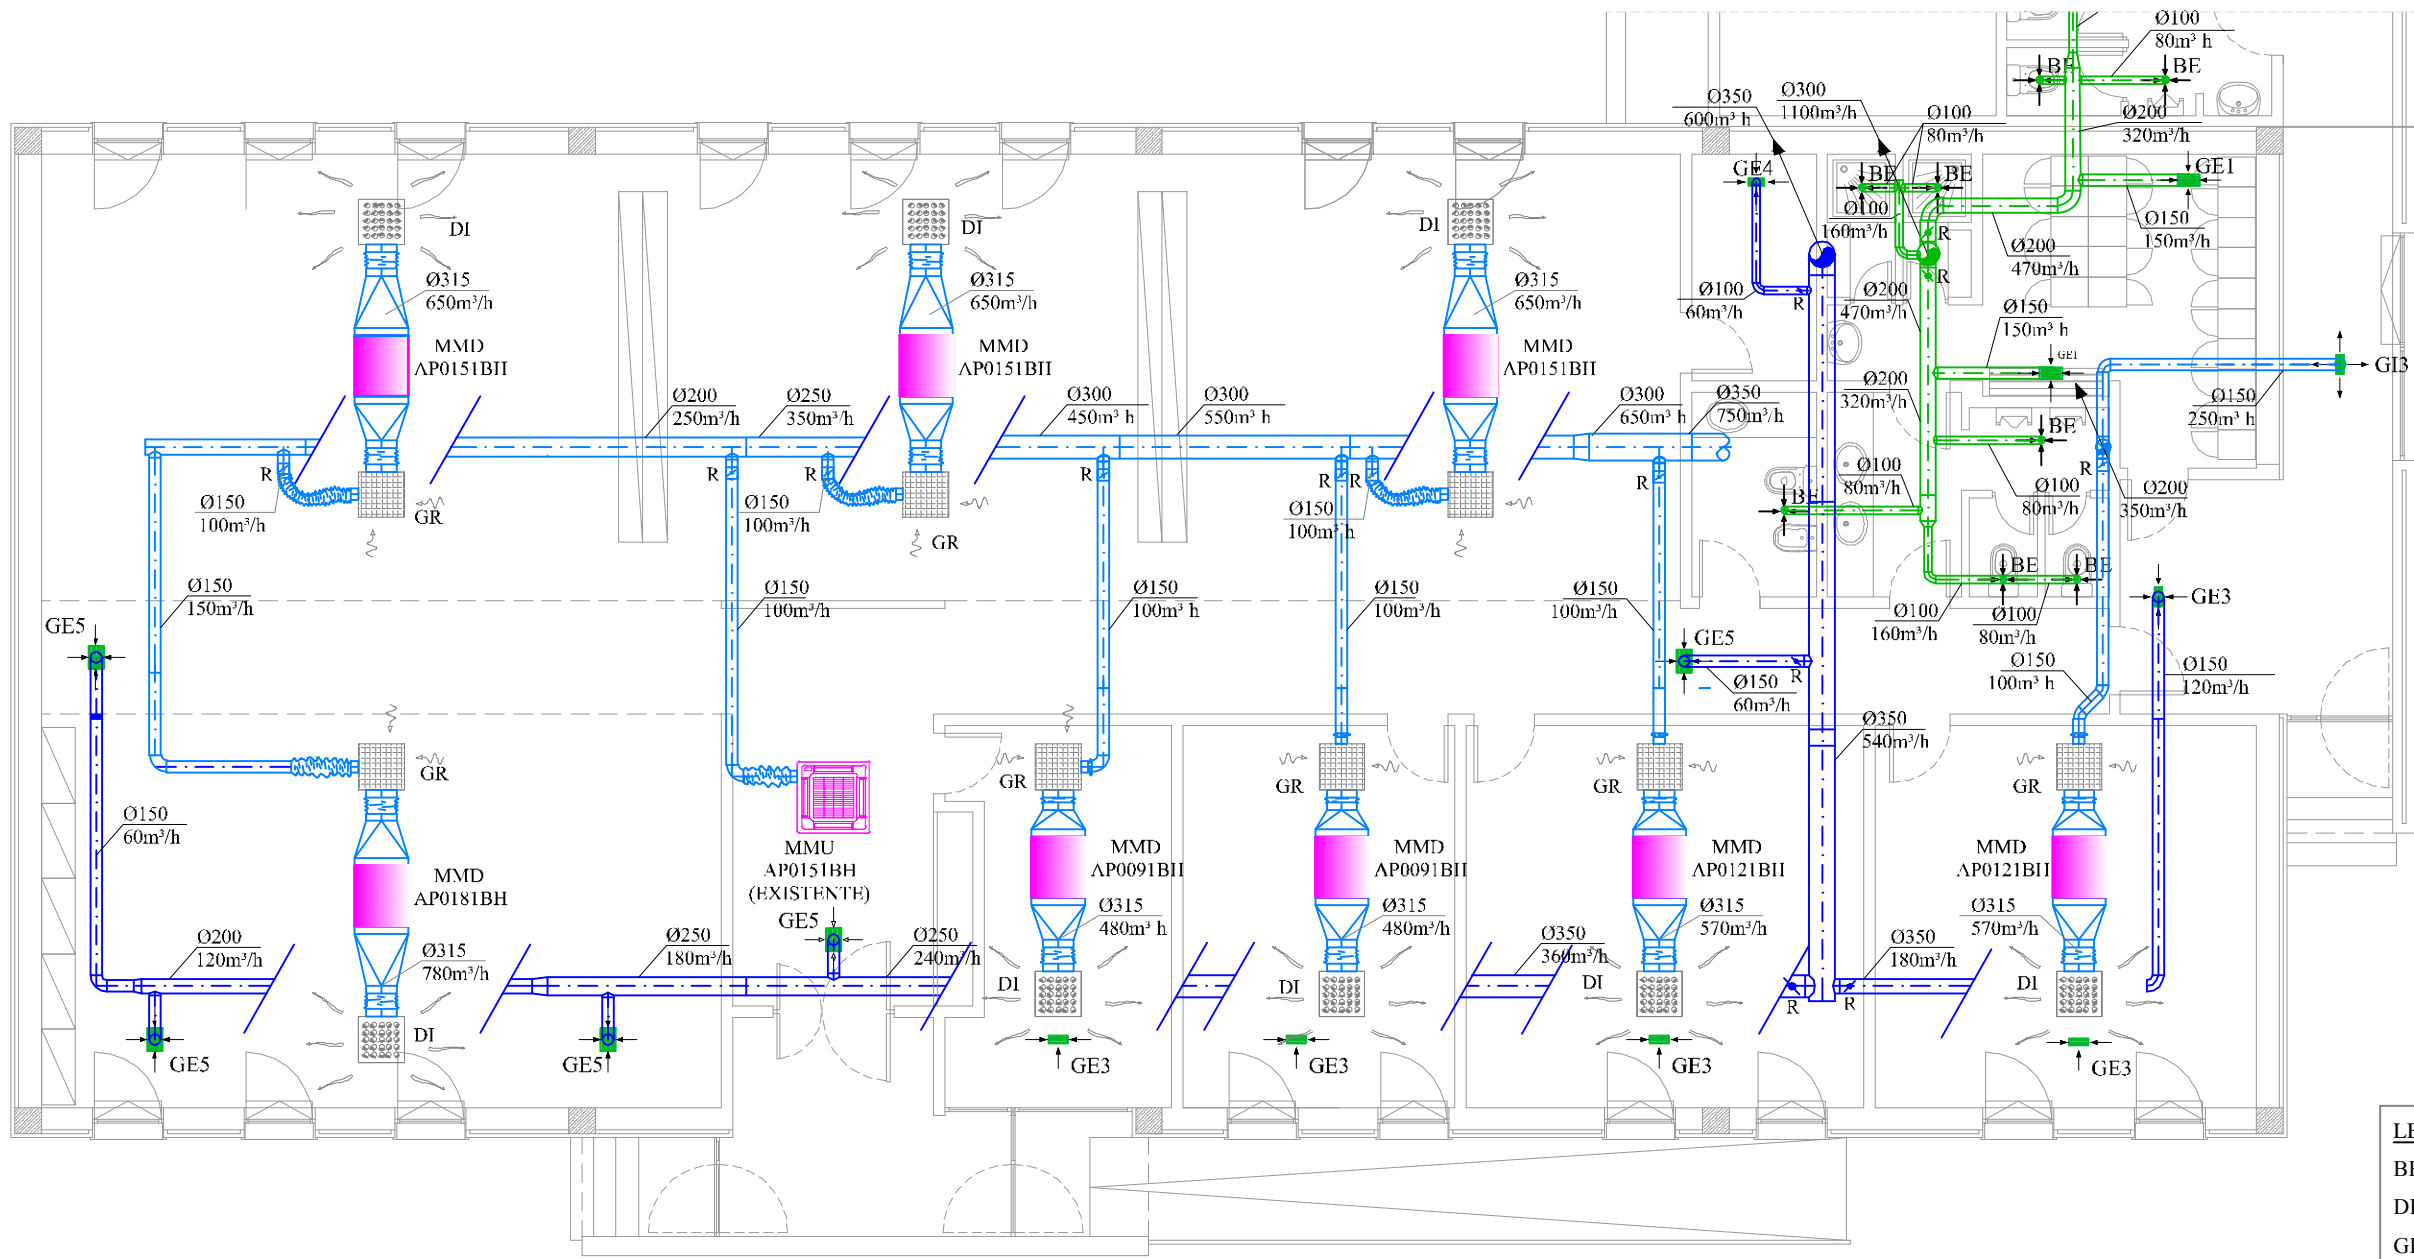 Ø100
80m³ h
BE
BE
Ø350
600m³ h
Ø300
1100m³/h
Ø100
80m³/h
Ø200
320m³/h
GE4
BE
BE
GE1
DI
DI
DI
Ø100
160m³/h
R
Ø150
150m³/h
Ø200
470m³/h
Ø315
650m³/h
Ø315
650m³/h
Ø315
650m³/h
Ø100
60m³/h
R
R
Ø200
470m³/h
Ø150
150m³ h
MMD
AP0151BH
MMD
AP0151BH
MMD
AP0151BH
GE1
GI3
Ø200
250m³/h
Ø250
350m³/h
Ø300
450m³ h
Ø300
550m³ h
Ø300
650m³ h
Ø350
750m³/h
Ø200
320m³/h
Ø150
250m³ h
BE
R
R
R
R
R
R
R
R
Ø150
100m³/h
GR
Ø150
100m³/h
GR
Ø150
100m³ h
Ø100
80m³/h
BE
Ø100
80m³/h
Ø200
350m³/h
Ø150
150m³/h
Ø150
100m³/h
Ø150
100m³ h
Ø150
100m³/h
Ø150
100m³/h
BE
BE
GE3
Ø100
160m³/h
Ø100
80m³/h
GE5
GE5
R
Ø150
60m³/h
Ø150
100m³ h
Ø150
120m³/h
Ø350
540m³/h
GR
GR
GR
GR
GR
Ø150
60m³/h
MMD
AP0181BH
MMU
AP0151BH
(EXISTENTE)
MMD
AP0091BH
MMD
AP0091BH
MMD
AP0121BH
MMD
AP0121BH
GE5
Ø315
480m³ h
Ø315
480m³/h
Ø315
570m³/h
Ø315
570m³/h
Ø200
120m³/h
Ø315
780m³/h
Ø250
180m³/h
Ø250
240m³/h
Ø350
360m³/h
Ø350
180m³/h
DI
DI
DI
DI
DI
R
R
GE5
GE5
GE3
GE3
GE3
GE3